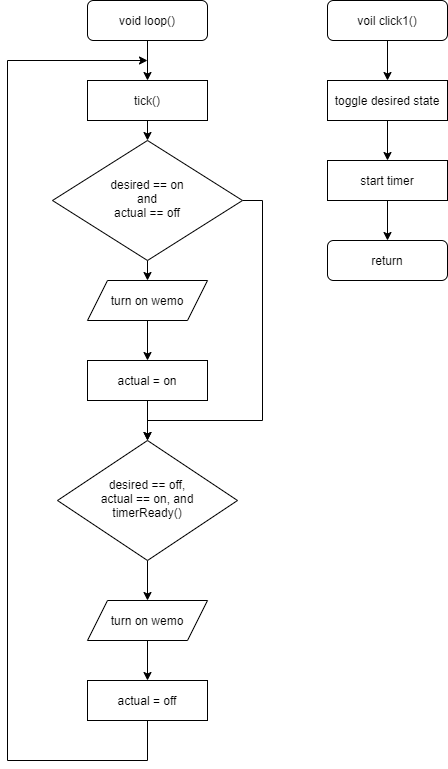 void loop()
tick()
desired == on
and
actual == off
turn on wemo
actual = on
desired == off,
actual == on, and
timerReady()
turn on wemo
actual = off
voil click1()
toggle desired state
start timer
return